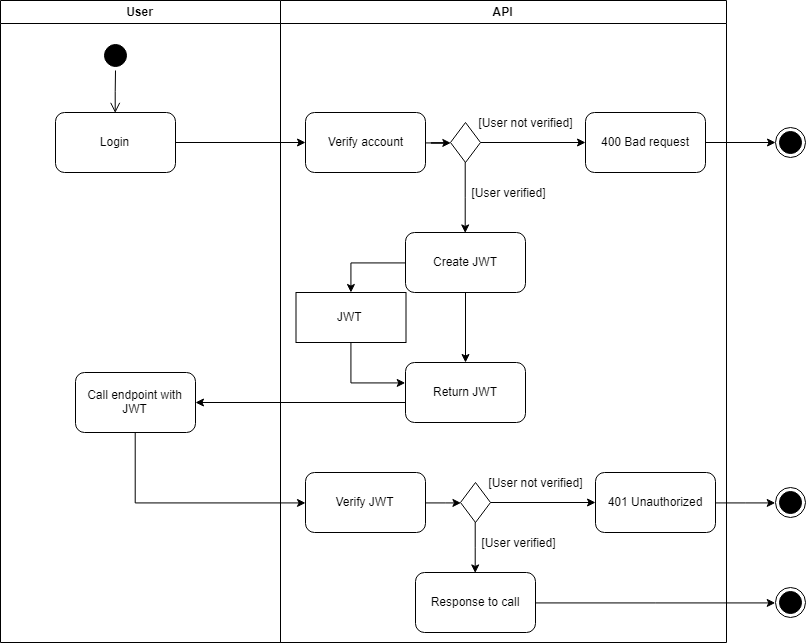 User
API
Login
Verify account
[User not verified]
400 Bad request
[User verified]
Create JWT
JWT
Call endpoint with
JWT
Return JWT
Verify JWT
[User not verified]
401 Unauthorized
[User verified]
Response to call